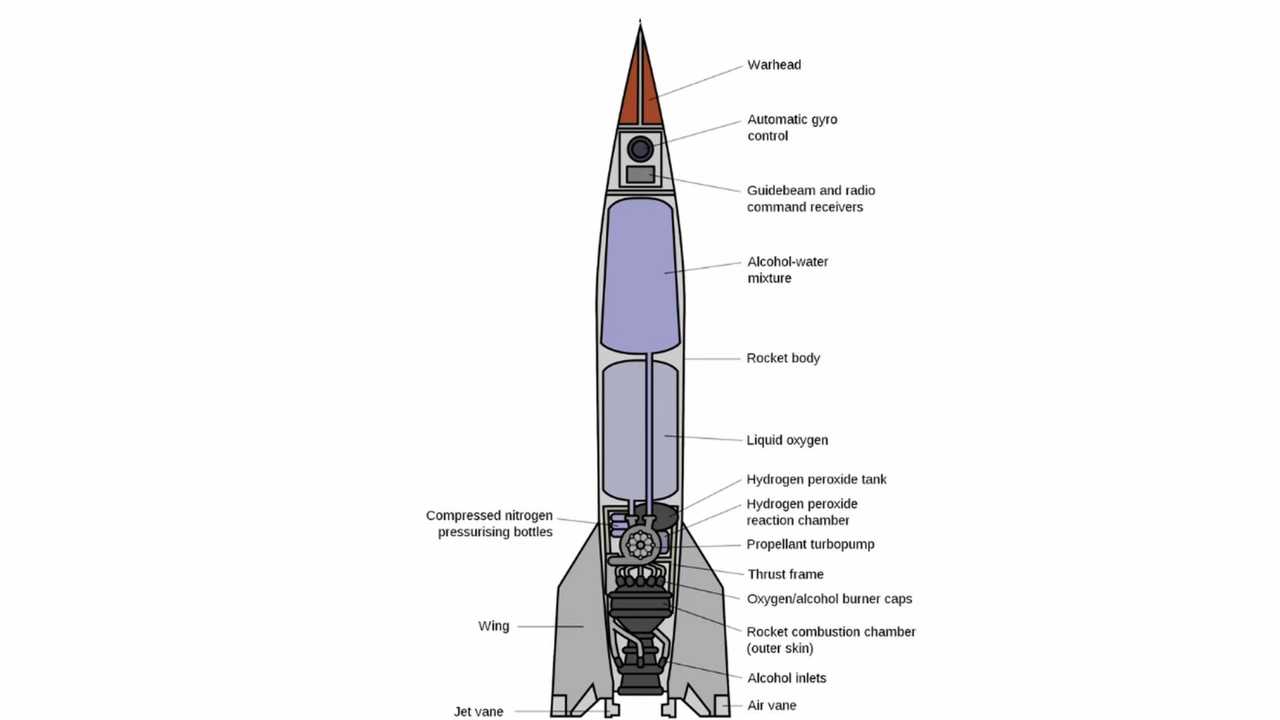 Warhead
Automatic gyro
control
Guidebeam and radio
command receivers
Alcohol-water
mixture
Rocket body
Liquid oxygen
Hydrogen peroxide tank
Hydrogen peroxide
reaction chamber
Compressed nitrogen
pressurising bottles
Propellant turbopump
Thrust frame
Oxygen/alcohol burner caps
Wing
Rocket combustion chamber
(outer skin)
Alcohol inlets
Air vane
Jet vane